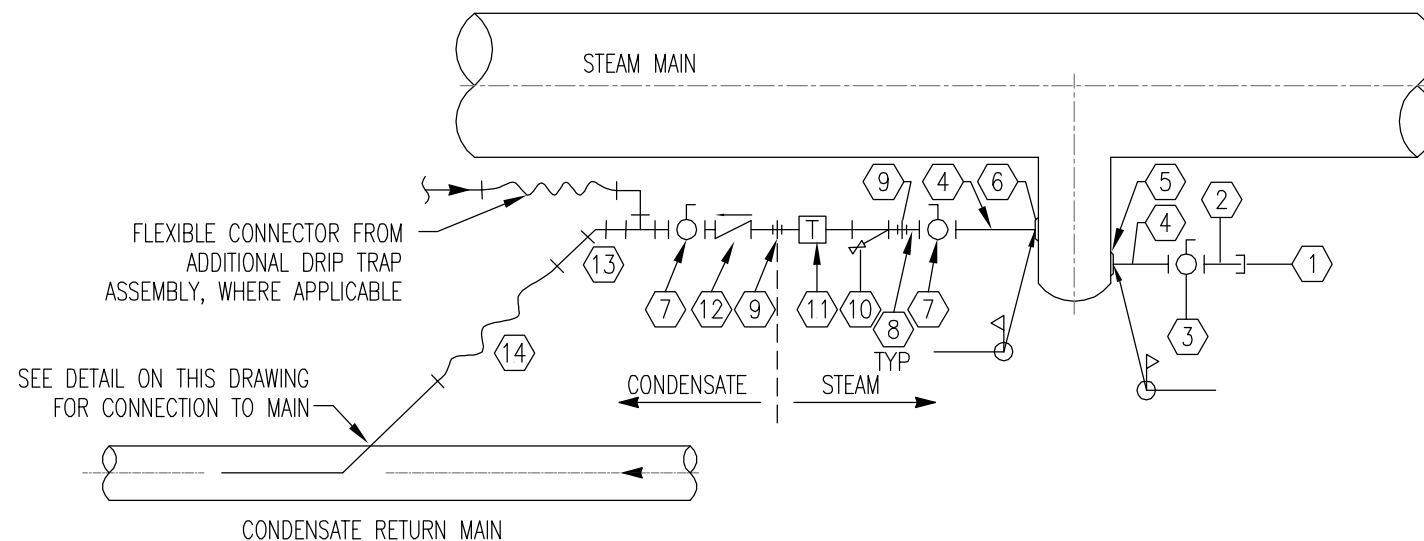 STEAM MAIN
9
4
6
5
4
2
1
FLEXIBLE CONNECTOR FROM
ADDITIONAL DRIP TRAP
ASSEMBLY, WHERE APPLICABLE
13
T
7
12
9
11
10
8
7
3
TYP
14
SEE DETAIL ON THIS DRAWING
FOR CONNECTION TO MAIN
CONDENSATE
STEAM
CONDENSATE RETURN MAIN